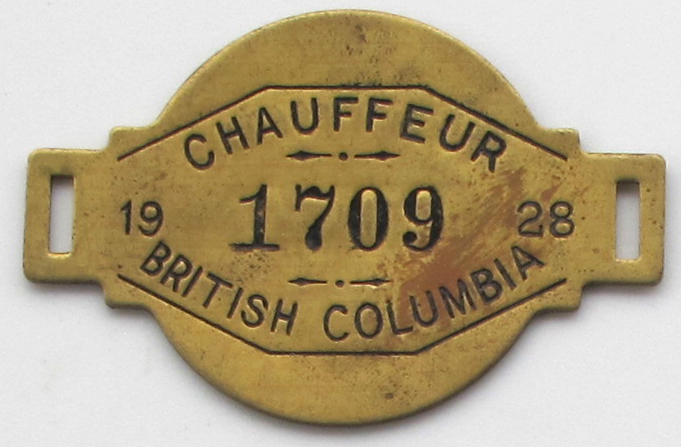 CHAUFFEUR
1709
19 28
BRITISH COLUMBIA